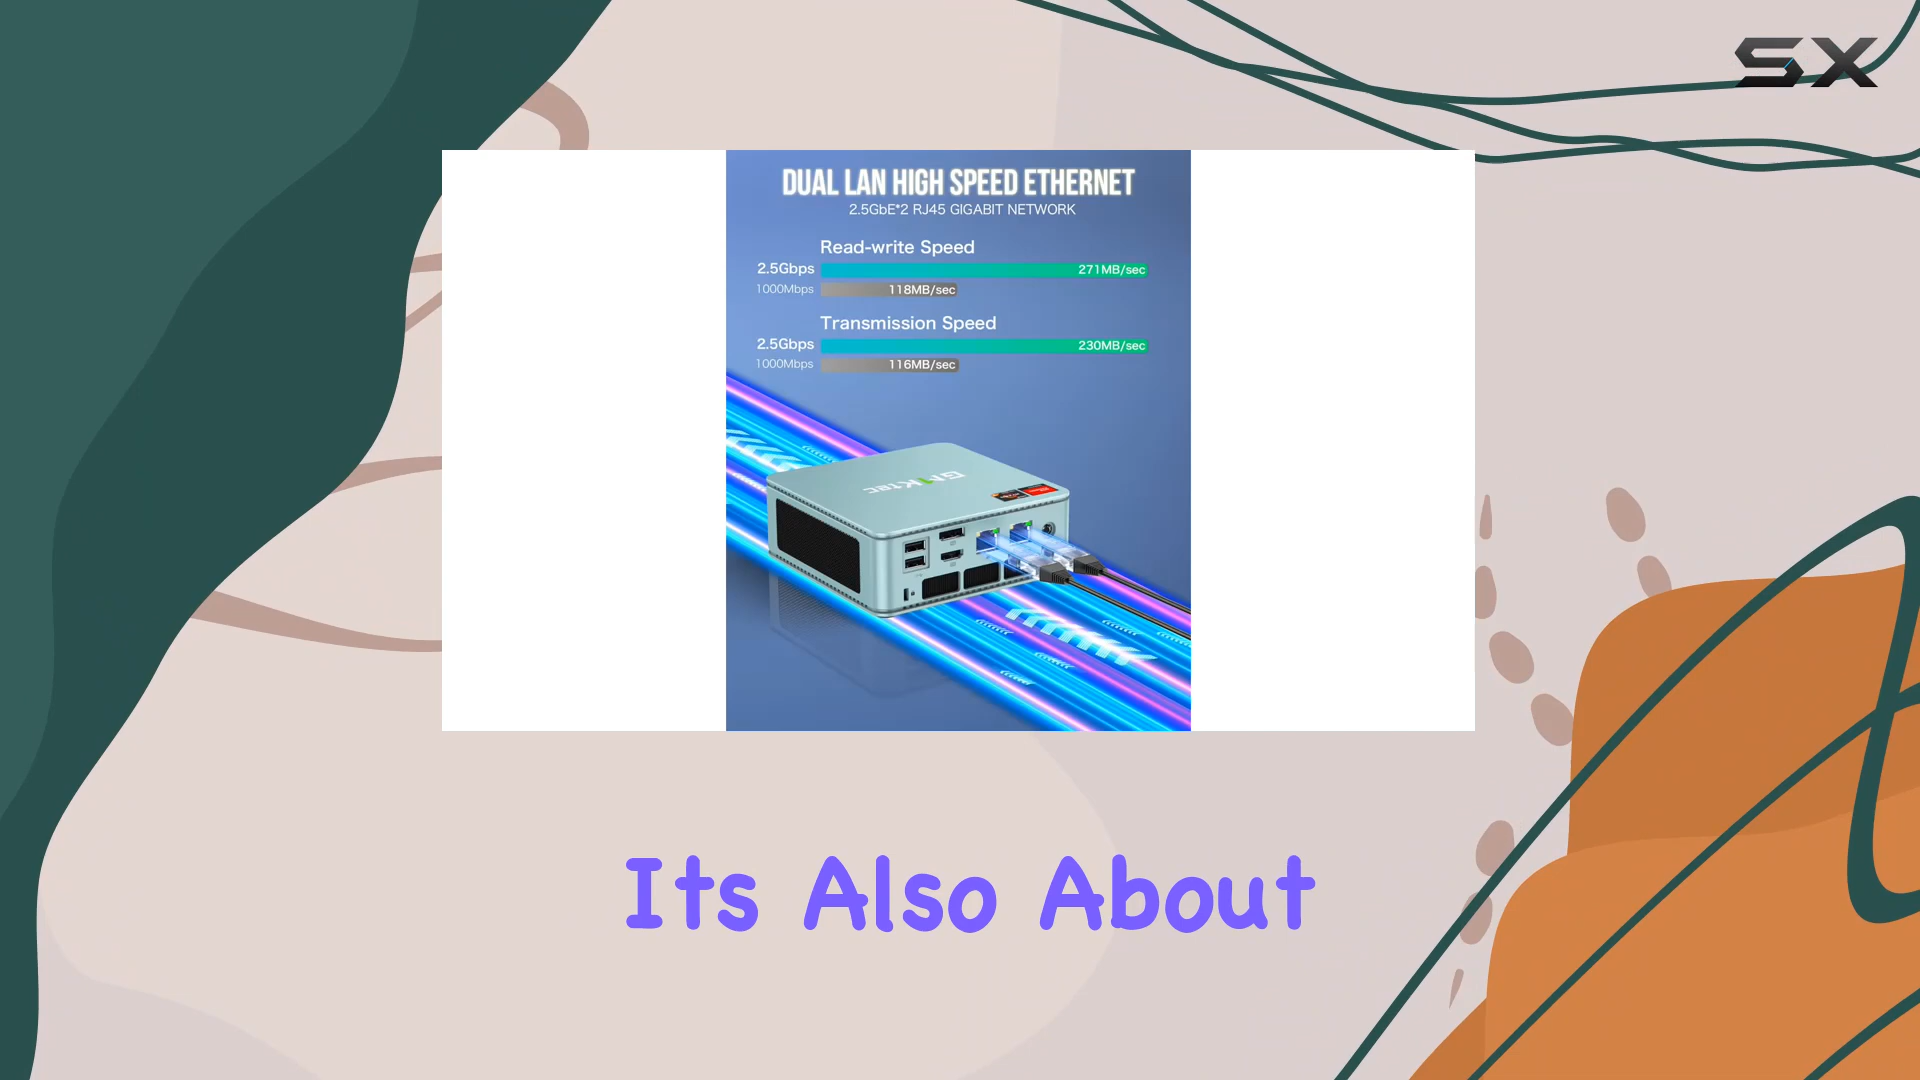 SX
DUAL LAN HIGH SPEED ETHERNET
2.5GbE*2 RJ45 GIGABIT NETWORK
Read-write Speed
2.5Gbps 271MB/sec
1000Mbps 118MB/sec
Transmission Speed
2.5Gbps 230MB/sec
1000Mbps 116MB/sec
GMKtec
Its Also About